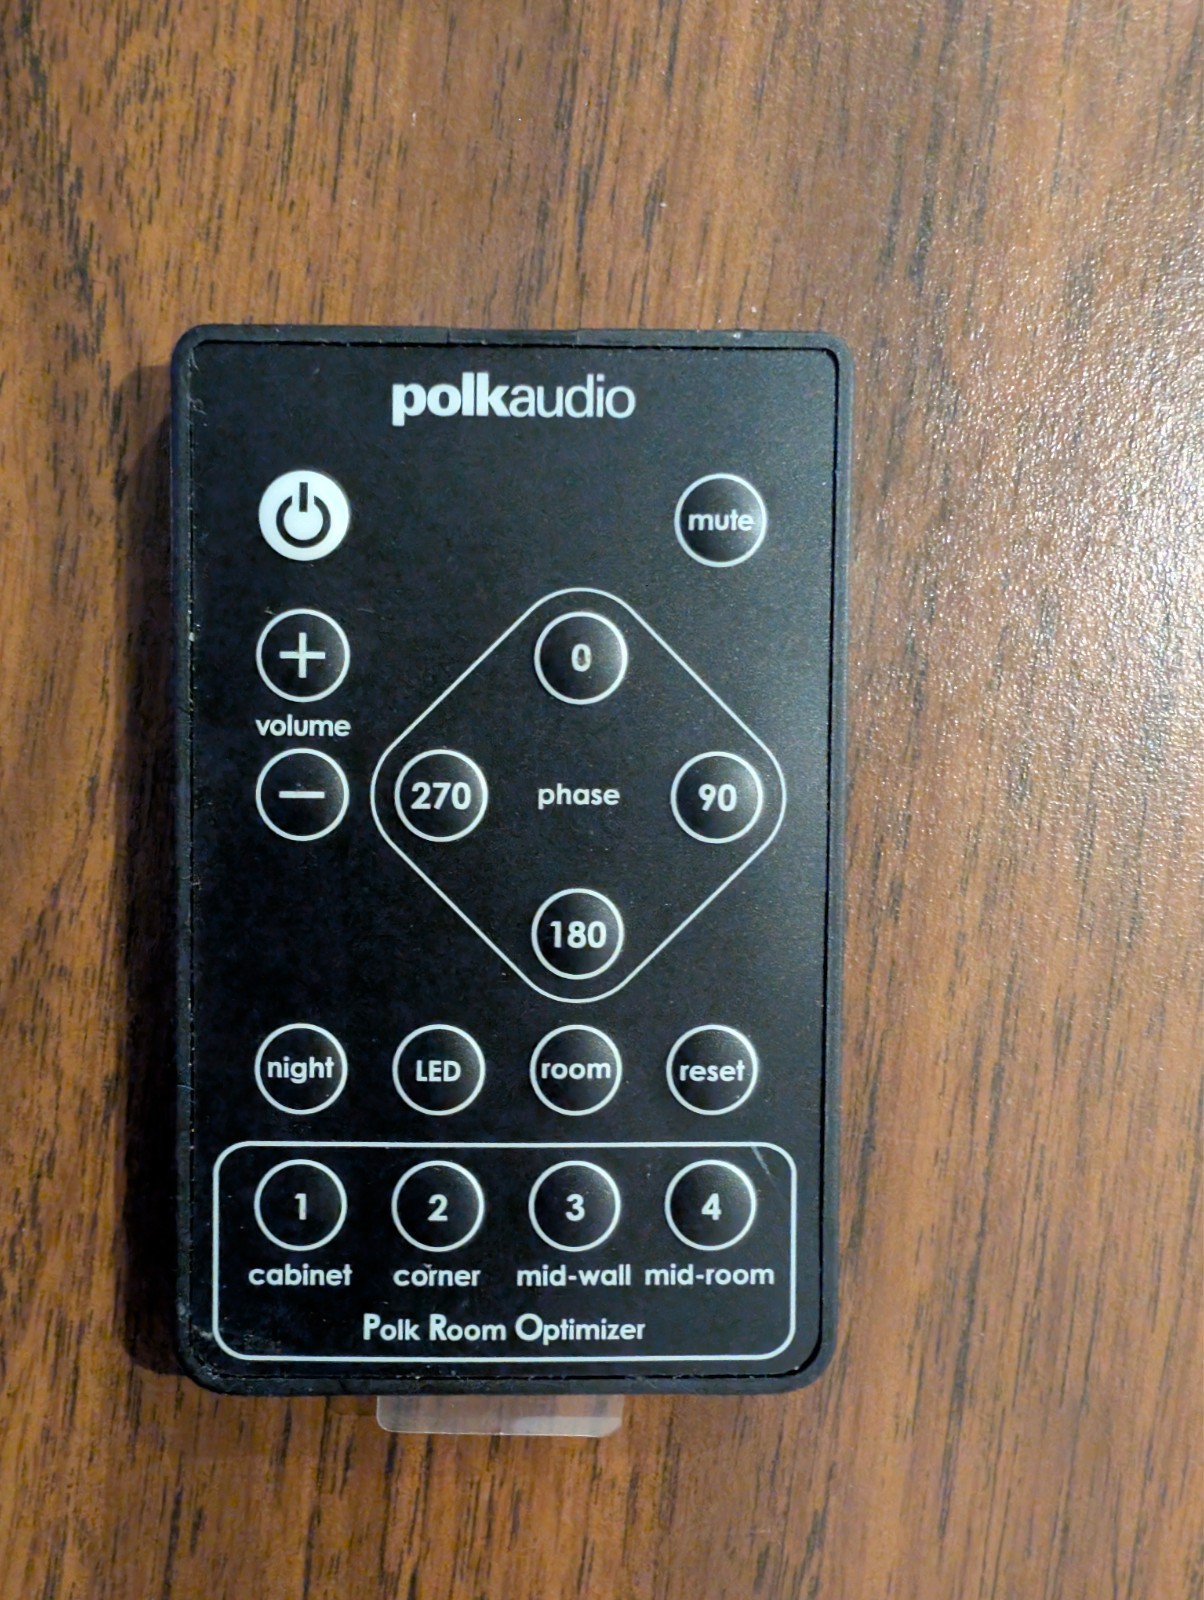 polkaudio
mute
+
0
volume
−
270 phase 90
180
night LED room reset
1 2 3 4
cabinet corner mid-wall mid-room
Polk Room Optimizer